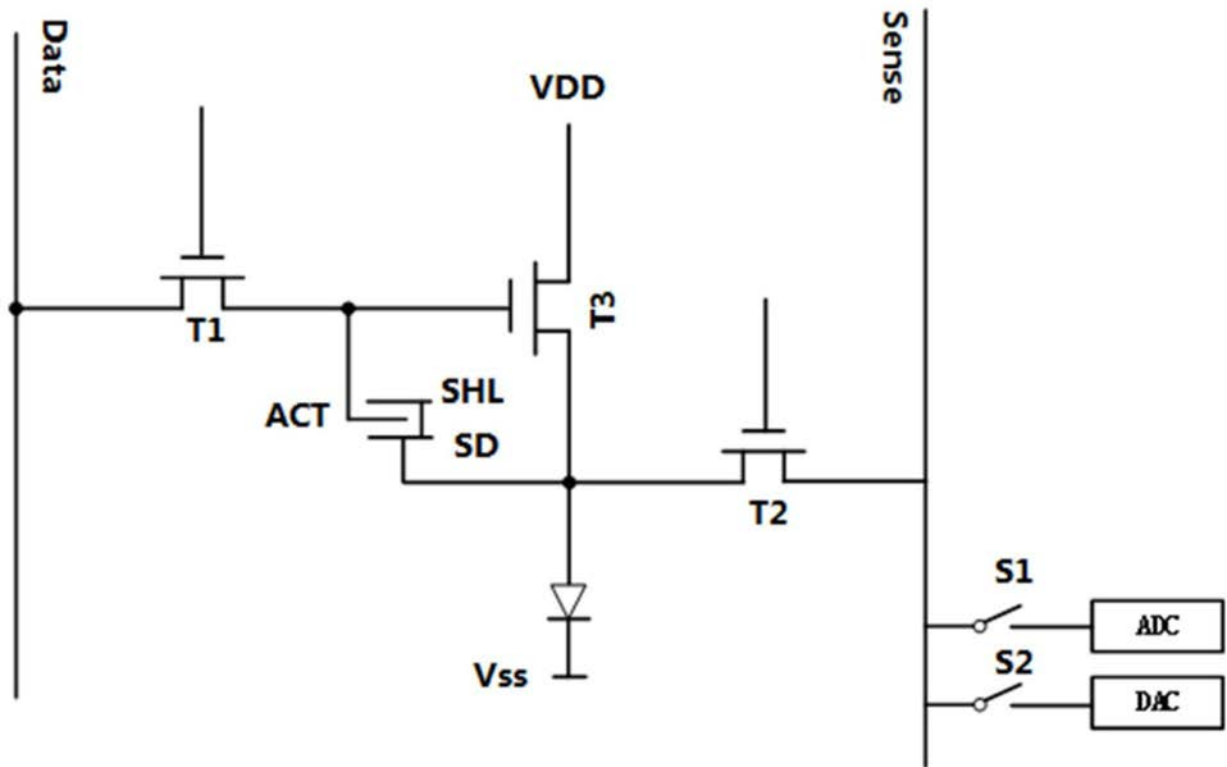 Data
Sense
VDD
T1
T3
ACT
SHL
SD
T2
S1
ADC
S2
DAC
Vss